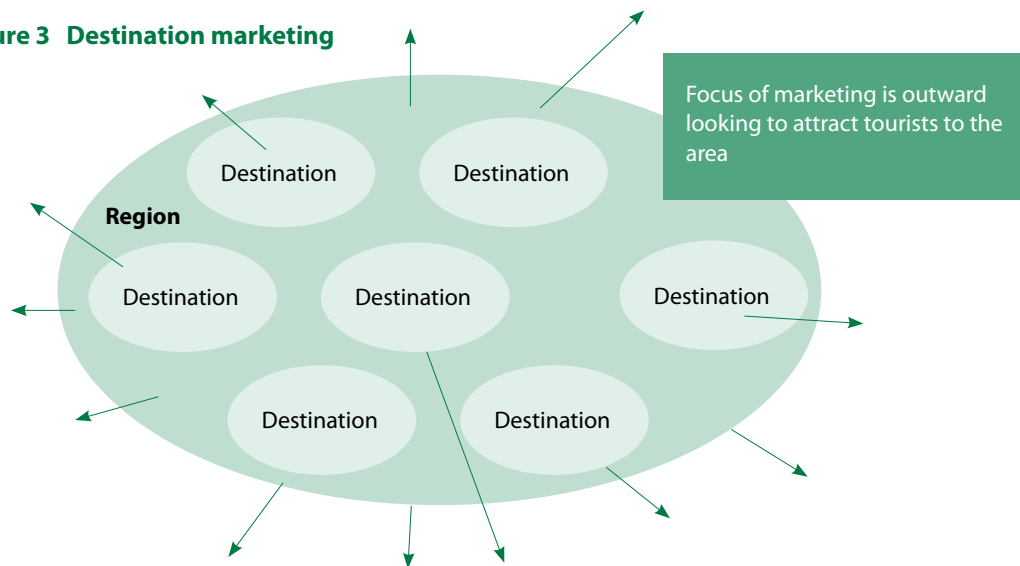 ure 3 Destination marketing
Focus of marketing is outward
looking to attract tourists to the
area
Destination
Destination
Region
Destination
Destination
Destination
Destination
Destination